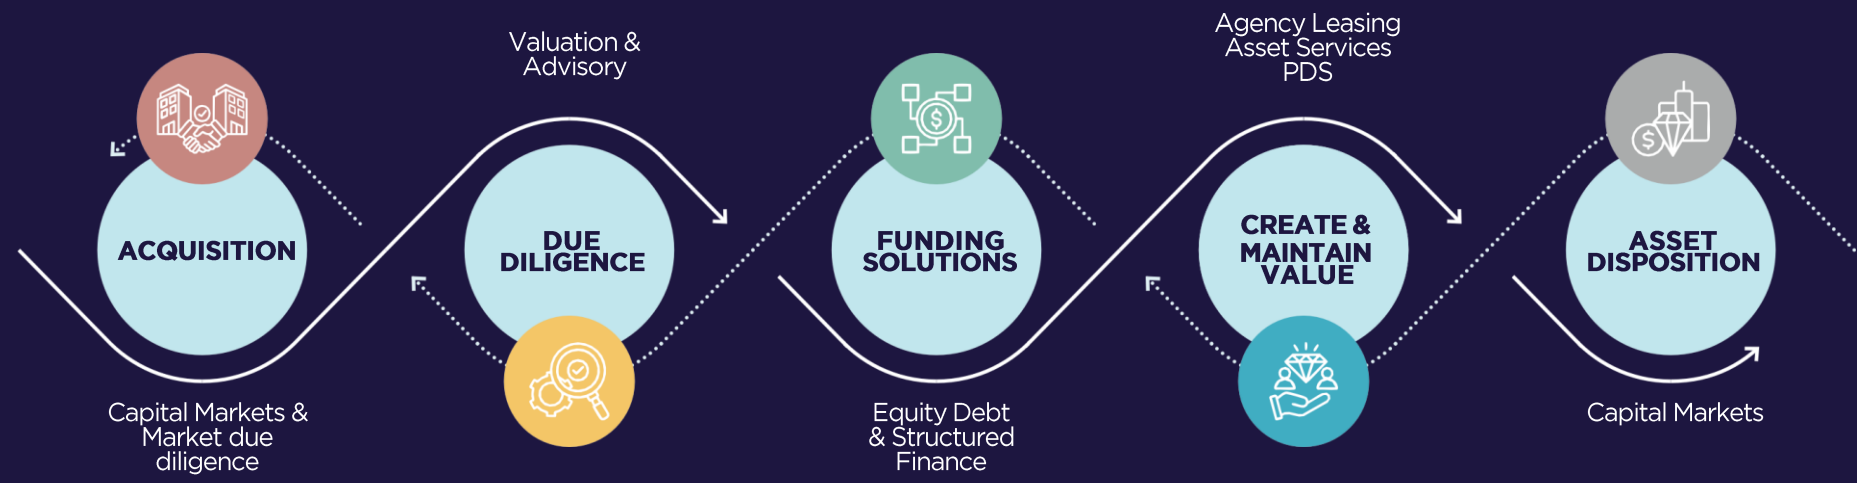 ACQUISITION
Capital Markets &
Market due
diligence
Valuation &
Advisory
DUE
DILIGENCE
FUNDING
SOLUTIONS
Equity Debt
& Structured
Finance
Agency Leasing
Asset Services
PDS
CREATE &
MAINTAIN
VALUE
ASSET
DISPOSITION
Capital Markets